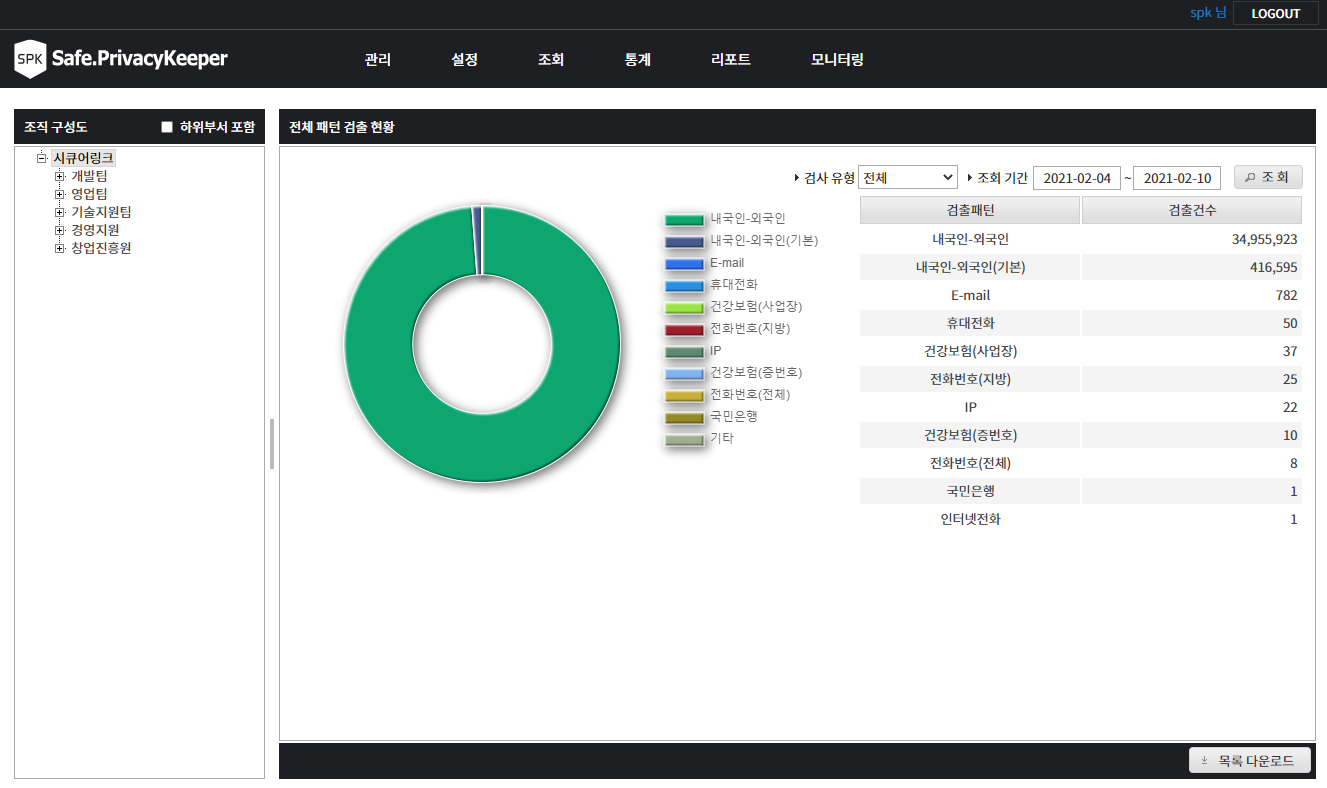 spk 님 LOGOUT
SPK Safe.PrivacyKeeper 관리 설정 조회 통계 리포트 모니터링
조직 구성도 하위부서 포함
시큐어링크
개발팀
영업팀
기술지원팀
경영지원
창업진흥원
전체 패턴 검출 현황
검사 유형 전체 조회 기간 2021-02-04 ~ 2021-02-10 조 회
내국인-외국인
내국인-외국인(기본)
E-mail
휴대전화
건강보험(사업장)
전화번호(지방)
IP
건강보험(증번호)
전화번호(전체)
국민은행
기타
검출패턴 검출건수
내국인-외국인 34,955,923
내국인-외국인(기본) 416,595
E-mail 782
휴대전화 50
건강보험(사업장) 37
전화번호(지방) 25
IP 22
건강보험(증번호) 10
전화번호(전체) 8
국민은행 1
인터넷전화 1
목록 다운로드